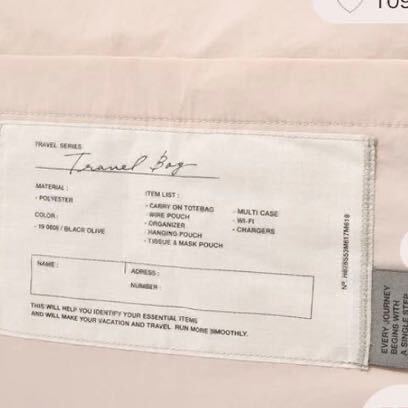 109
TRAVEL SERIES
Travel Bag
MATERIAL :
- POLYESTER
COLOR :
- 19 0608 / BLACK OLIVE
ITEM LIST :
- CARRY ON TOTEBAG
- WIRE POUCH
- ORGANIZER
- HANGING POUCH
- TISSUE & MASK POUCH
- MULTI CASE
- WI-FI
- CHARGERS
NAME :
ADRESS :
NUMBER :
THIS WILL HELP YOU IDENTIFY YOUR ESSENTIAL ITEMS
AND WILL MAKE YOUR VACATION AND TRAVEL RUN MORE SMOOTHLY.
EVERY JOURNEY
BEGINS WITH
A SINGLE STEP